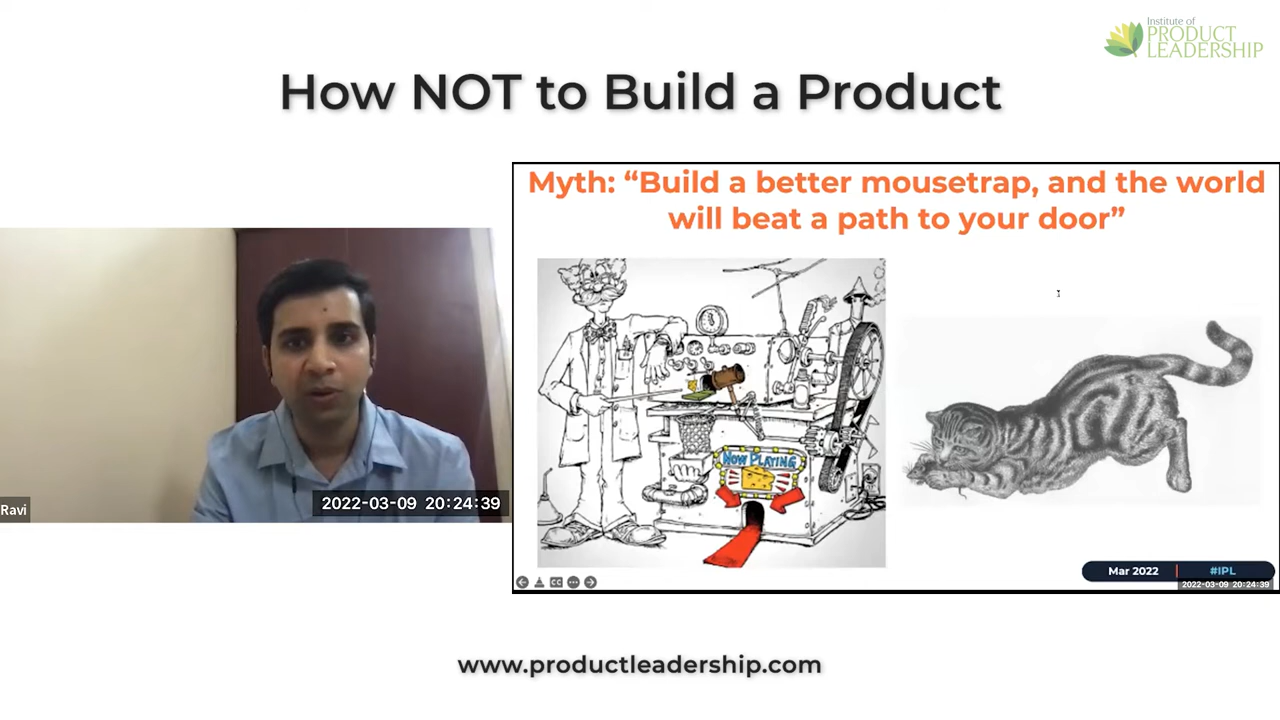 Institute of
PRODUCT
LEADERSHIP
How NOT to Build a Product
Myth: “Build a better mousetrap, and the world
will beat a path to your door”
NOW PLAYING
Ravi
2022-03-09 20:24:39
CC
Mar 2022 | #IPL
2022-03-09 20:24:39
www.productleadership.com